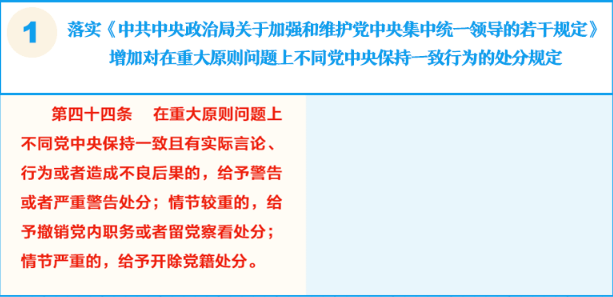 1
落实《中共中央政治局关于加强和维护党中央集中统一领导的若干规定》
增加对在重大原则问题上不同党中央保持一致行为的处分规定
第四十四条 在重大原则问题上
不同党中央保持一致且有实际言论、
行为或者造成不良后果的，给予警告
或者严重警告处分；情节较重的，给
予撤销党内职务或者留党察看处分；
情节严重的，给予开除党籍处分。